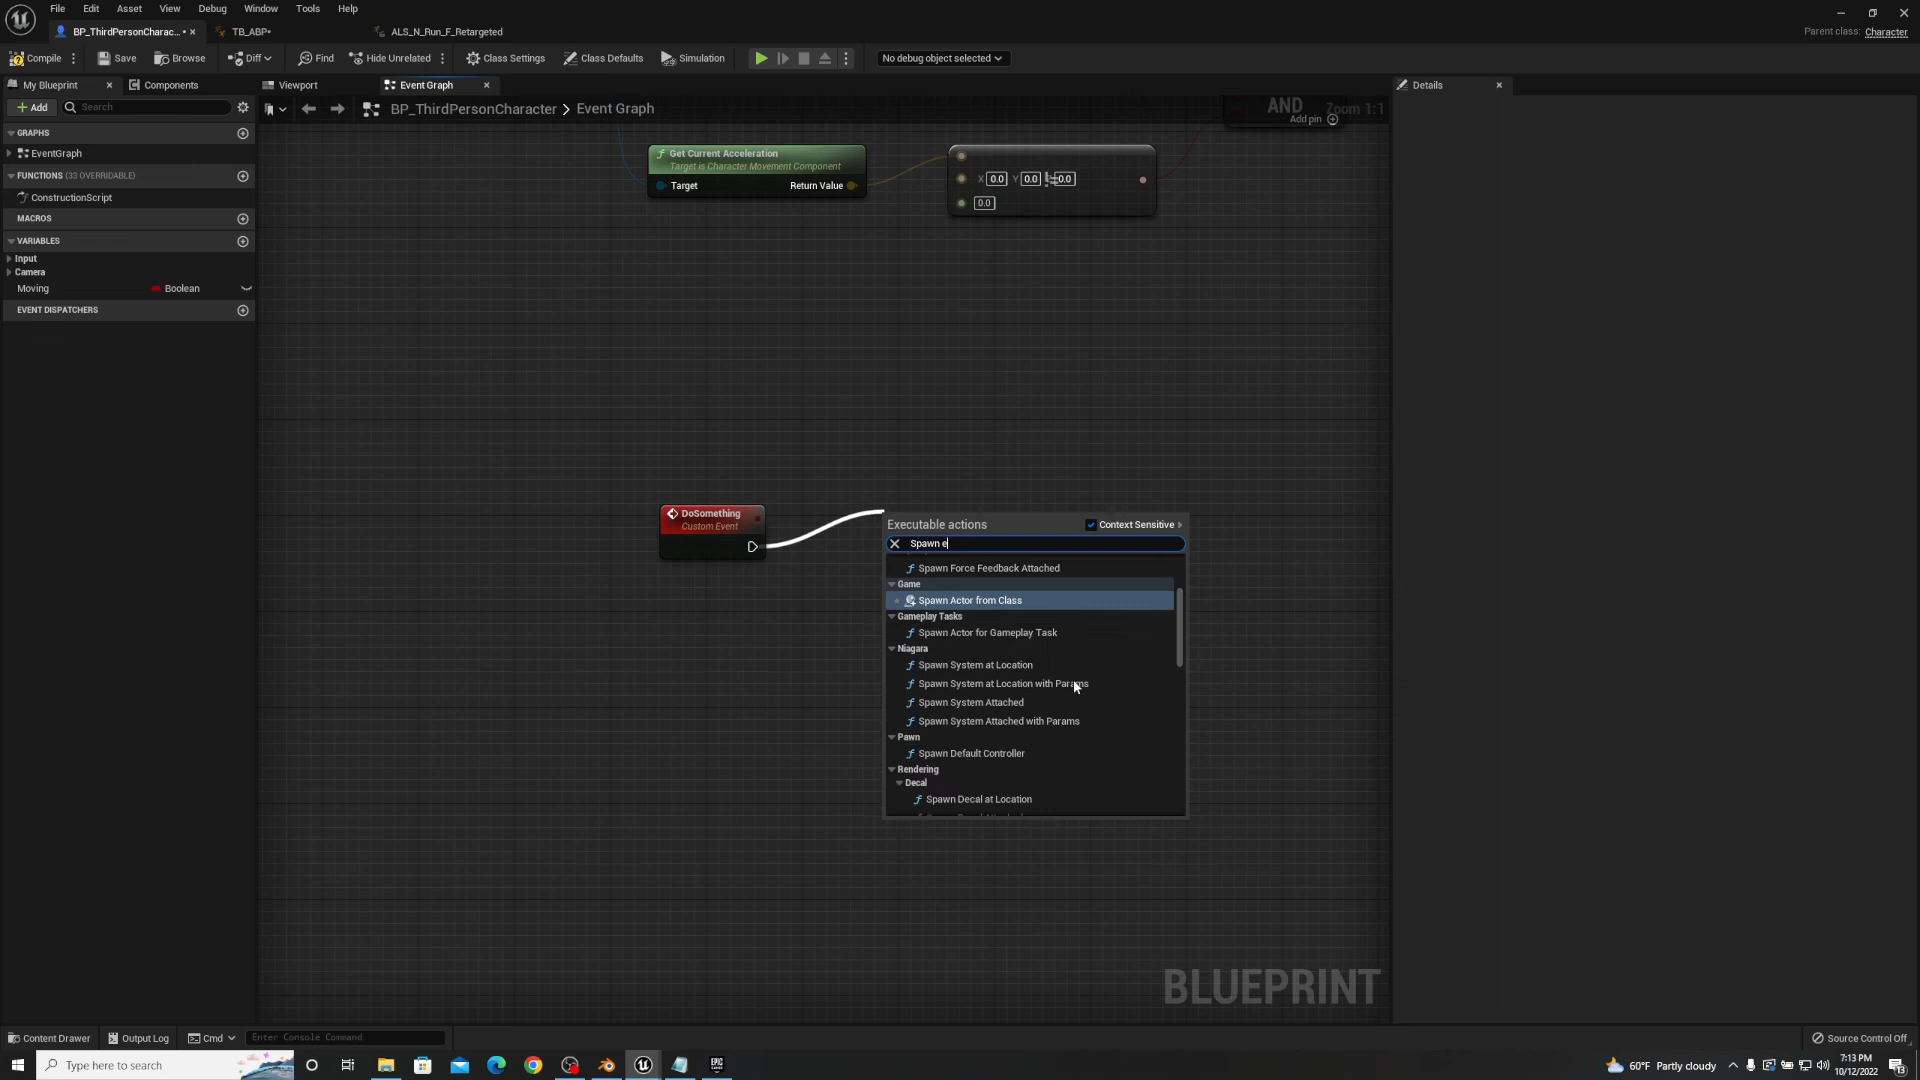 File Edit Asset View Debug Window Tools Help
BP_ThirdPersonCharac... • TB_ABP• ALS_N_Run_F_Retargeted
Parent class: Character
Compile Save Browse Diff Find Hide Unrelated Class Settings Class Defaults Simulation No debug object selected
My Blueprint Components Viewport Event Graph Details
Add Search
BP_ThirdPersonCharacter > Event Graph
Zoom 1:1
AND
Add pin
GRAPHS
EventGraph
FUNCTIONS (33 OVERRIDABLE)
ConstructionScript
MACROS
VARIABLES
Input
Camera
Moving Boolean
EVENT DISPATCHERS
Get Current Acceleration
Target is Character Movement Component
Target Return Value
X 0.0 Y 0.0 0.0
0.0
DoSomething
Custom Event
Executable actions Context Sensitive
Spawn e
Spawn Force Feedback Attached
Game
Spawn Actor from Class
Gameplay Tasks
Spawn Actor for Gameplay Task
Niagara
Spawn System at Location
Spawn System at Location with Params
Spawn System Attached
Spawn System Attached with Params
Pawn
Spawn Default Controller
Rendering
Decal
Spawn Decal at Location
BLUEPRINT
Content Drawer Output Log Cmd Enter Console Command Source Control Off
Type here to search
60°F Partly cloudy
7:13 PM
10/12/2022
13